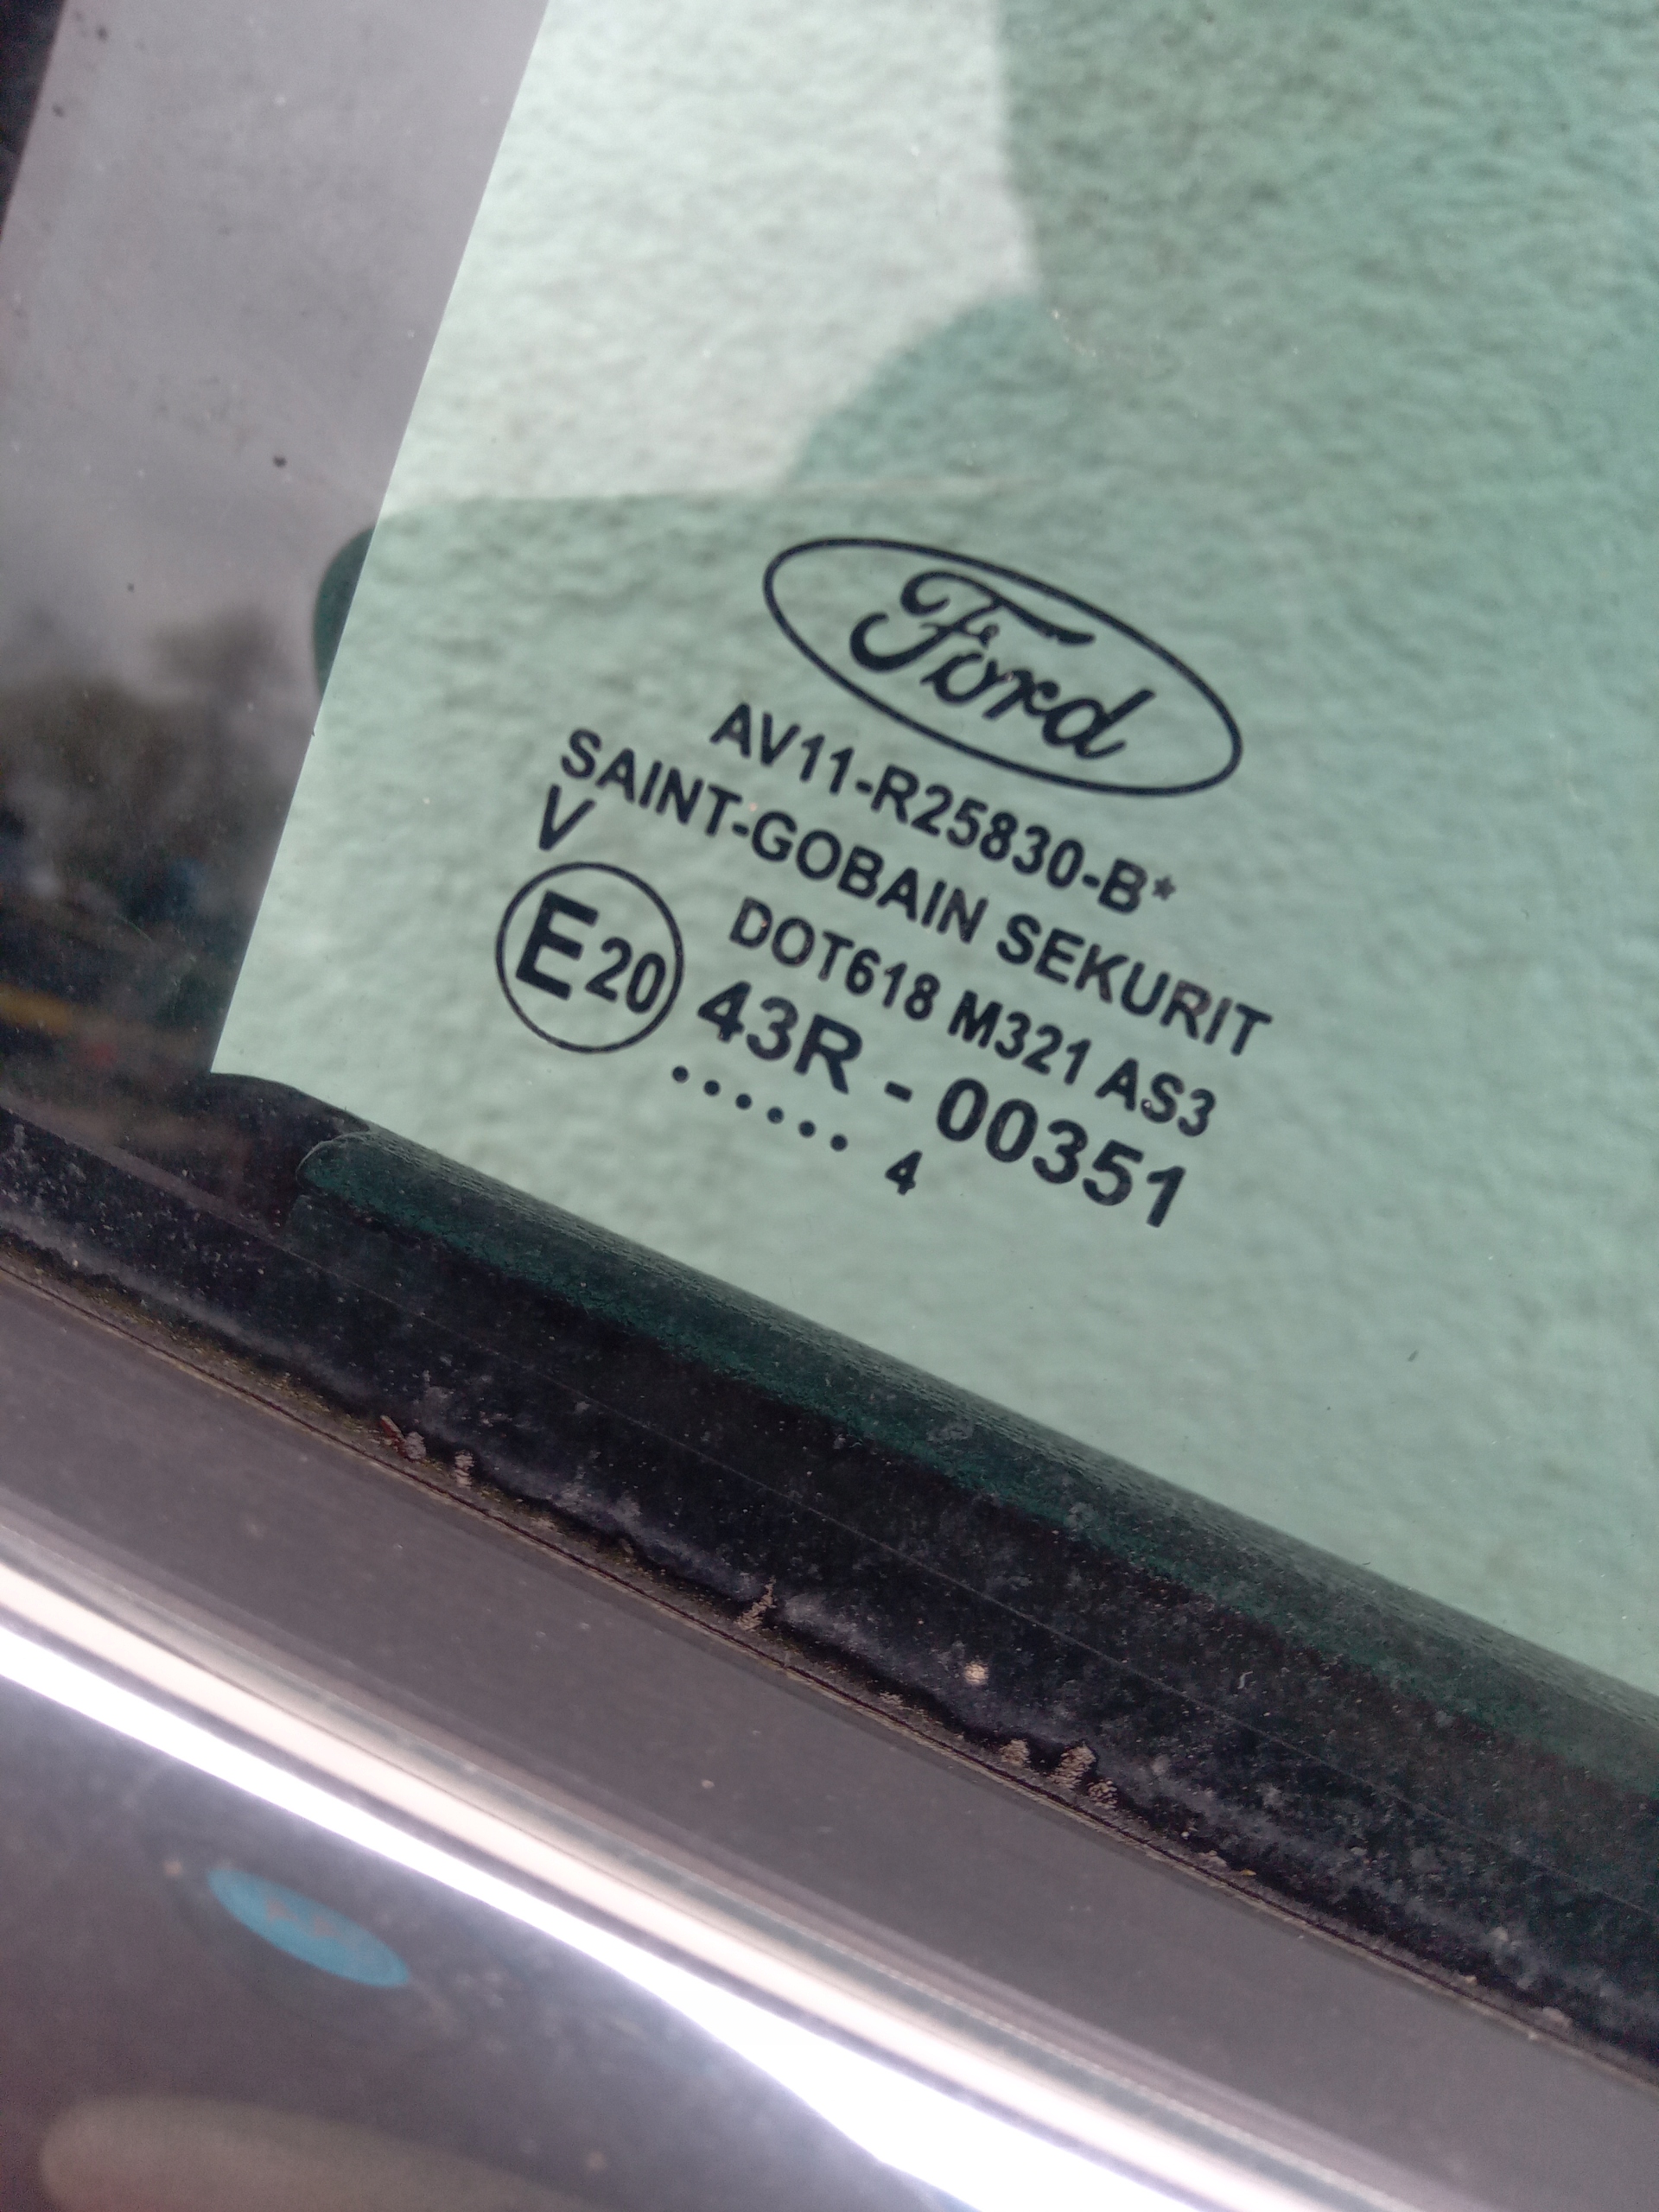 Ford
AV11-R25830-B*
SAINT-GOBAIN SEKURIT
V
DOT618 M321 AS3
E20 43R - 00351
...... 4